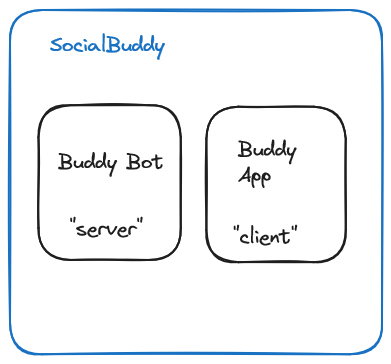 SocialBuddy
Buddy Bot
"server"
Buddy
App
"client"